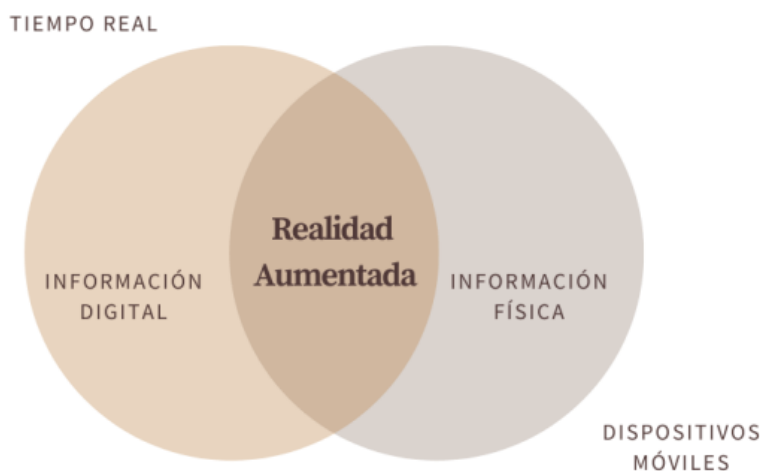 TIEMPO REAL
Realidad
Aumentada
INFORMACIÓN
DIGITAL
INFORMACIÓN
FÍSICA
DISPOSITIVOS
MÓVILES